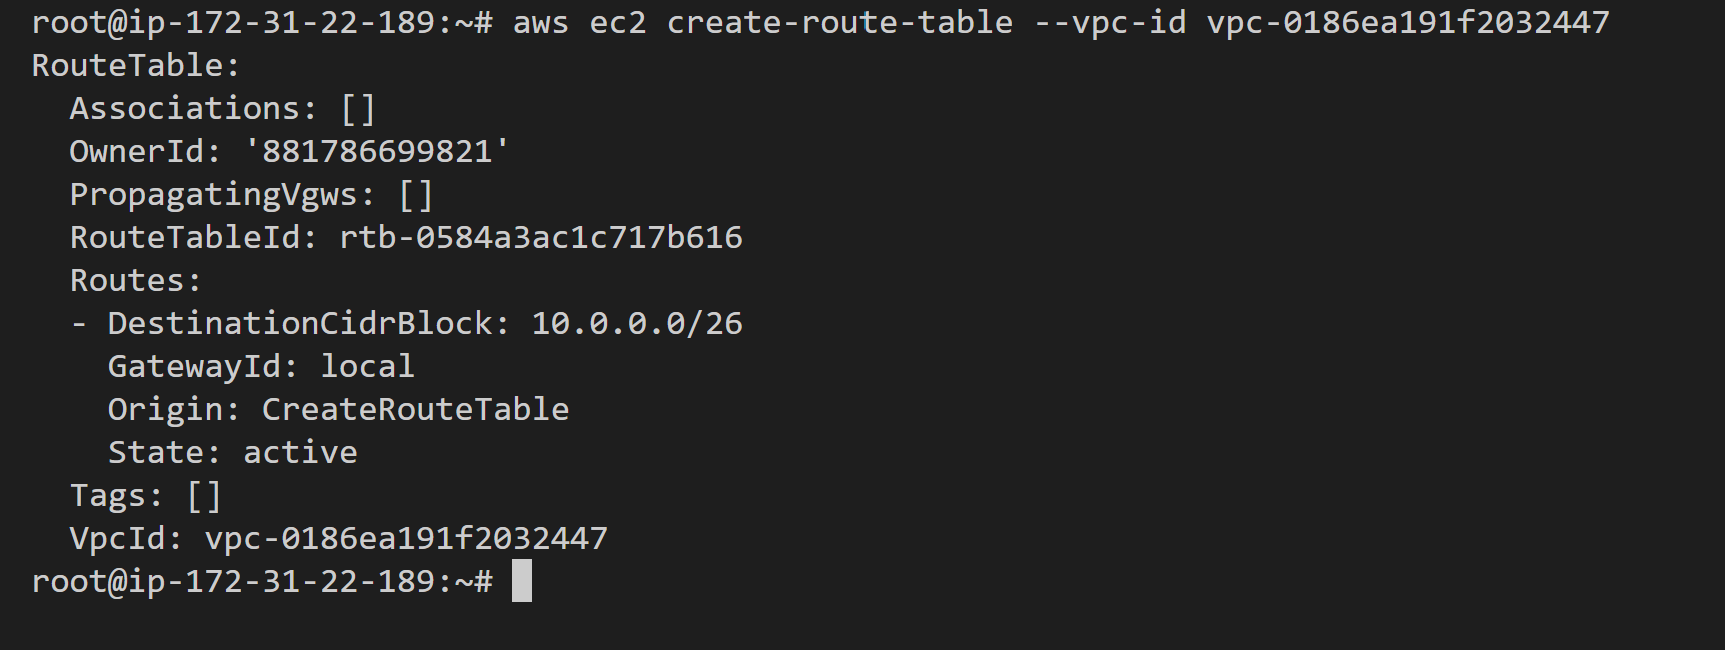 root@ip-172-31-22-189:~# aws ec2 create-route-table --vpc-id vpc-0186ea191f2032447
RouteTable:
  Associations: []
  OwnerId: '881786699821'
  PropagatingVgws: []
  RouteTableId: rtb-0584a3ac1c717b616
  Routes:
  - DestinationCidrBlock: 10.0.0.0/26
    GatewayId: local
    Origin: CreateRouteTable
    State: active
  Tags: []
  VpcId: vpc-0186ea191f2032447
root@ip-172-31-22-189:~#